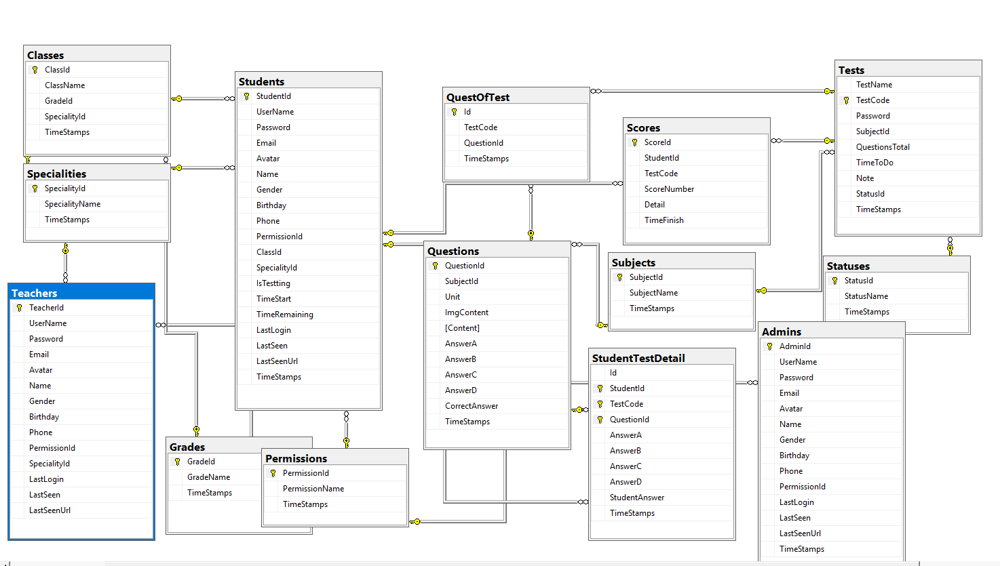 Classes
ClassId
ClassName
GradeId
SpecialityId
TimeStamps
Specialities
SpecialityId
SpecialityName
TimeStamps
Teachers
TeacherId
UserName
Password
Email
Avatar
Name
Gender
Birthday
Phone
PermissionId
SpecialityId
LastLogin
LastSeen
LastSeenUrl
Students
StudentId
UserName
Password
Email
Avatar
Name
Gender
Birthday
Phone
PermissionId
ClassId
SpecialityId
IsTestting
TimeStart
TimeRemaining
LastLogin
LastSeen
LastSeenUrl
TimeStamps
Grades
GradeId
GradeName
TimeStamps
Permissions
PermissionId
PermissionName
TimeStamps
QuestOfTest
Id
TestCode
QuestionId
TimeStamps
Questions
QuestionId
SubjectId
Unit
ImgContent
[Content]
AnswerA
AnswerB
AnswerC
AnswerD
CorrectAnswer
TimeStamps
Scores
ScoreId
StudentId
TestCode
ScoreNumber
Detail
TimeFinish
Subjects
SubjectId
SubjectName
TimeStamps
StudentTestDetail
Id
StudentId
TestCode
QuestionId
AnswerA
AnswerB
AnswerC
AnswerD
StudentAnswer
TimeStamps
Tests
TestName
TestCode
Password
SubjectId
QuestionsTotal
TimeToDo
Note
StatusId
TimeStamps
Statuses
StatusId
StatusName
TimeStamps
Admins
AdminId
UserName
Password
Email
Avatar
Name
Gender
Birthday
Phone
PermissionId
LastLogin
LastSeen
LastSeenUrl
TimeStamps